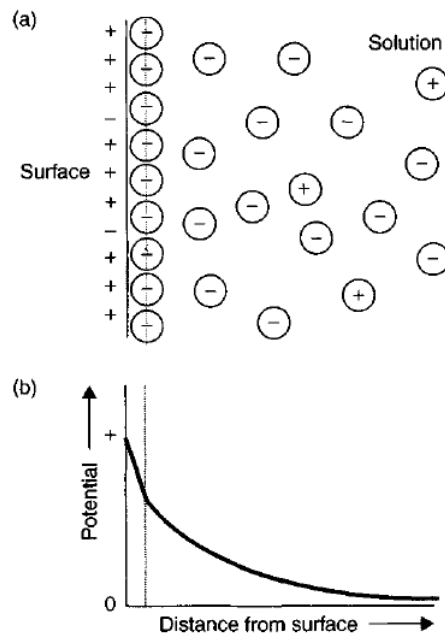 (a)
Solution
Surface
(b)
Potential
+
0
Distance from surface